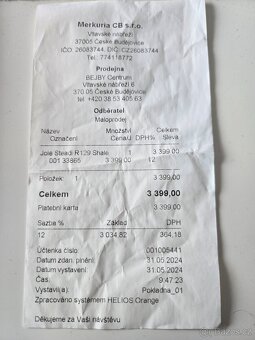 Merkuria CB s.r.o.
Vltavské nábřeží
37005 České Budějovice
IČO: 26083744, DIČ: CZ26083744
Tel.: 774118772
Prodejna
BEJBY Centrum
Vltavské nábřeží 6
370 05 České Budějovice
tel. +420 38 53 405 63
Odběratel
Maloprodej
Název Množství Celkem
Označení Cena/J DPH% Sleva
Joie Steadi R129 Shale 1 3 399,00
001 33865 3 399,00 12
Položek: 1 3 399,00
Celkem 3 399,00
Platební karta 3 399,00
Sazba % Základ DPH
12 3 034,82 364,18
Účtenka číslo 001005441
Datum zdan. plnění: 31.05.2024
Datum vystavení: 31.05.2024
Čas: 9:47:23
Vystavil(a): Pokladna_01
Zpracováno systémem HELIOS Orange
Děkujeme za Vaši návštěvu